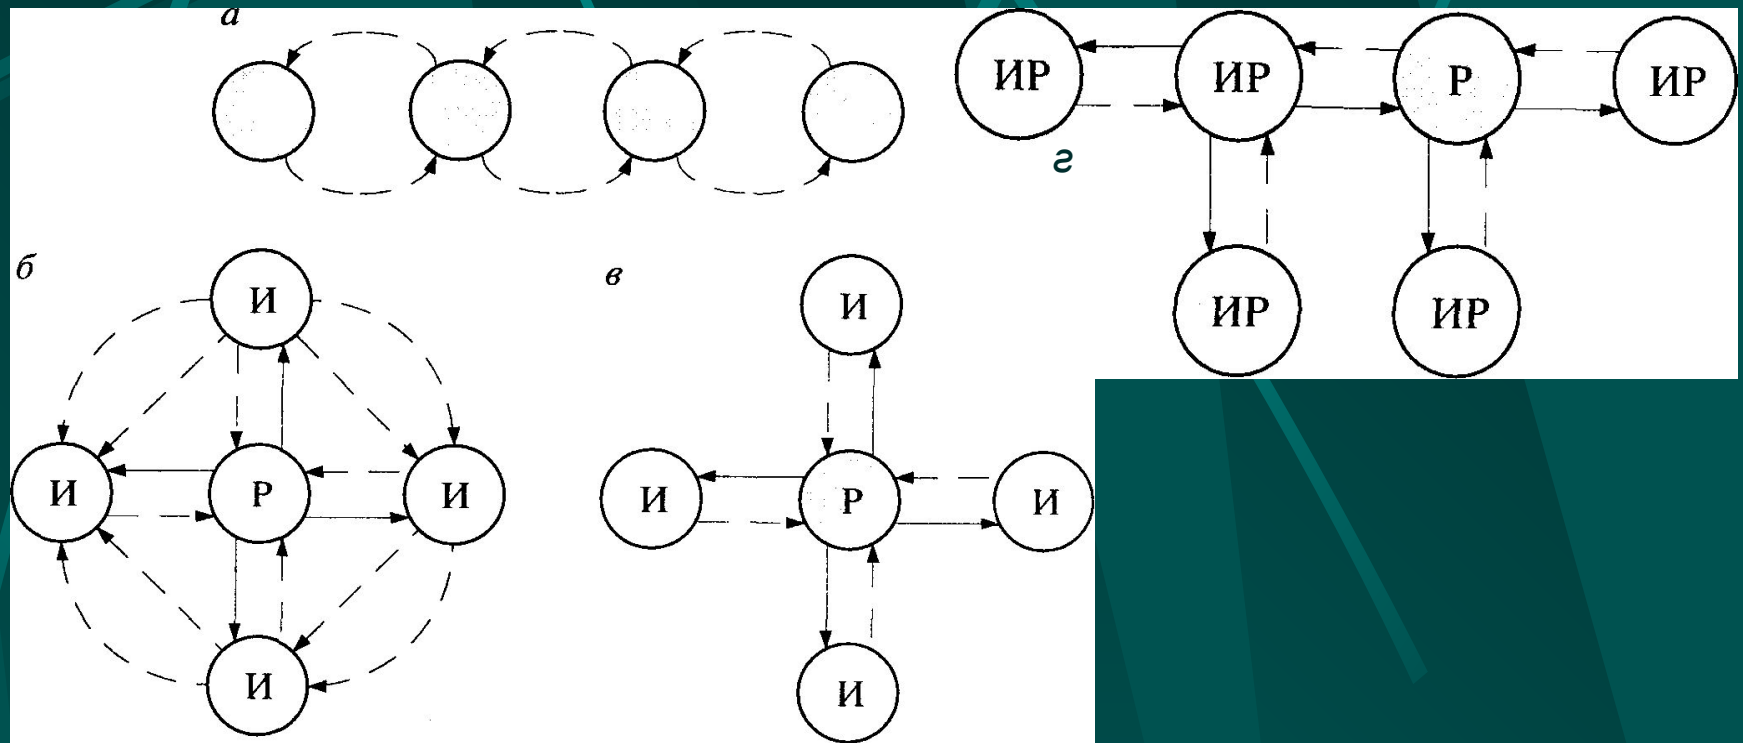 а
ИР ИР Р ИР
г
ИР ИР
б
И
И Р И
И
в
И
И Р И
И